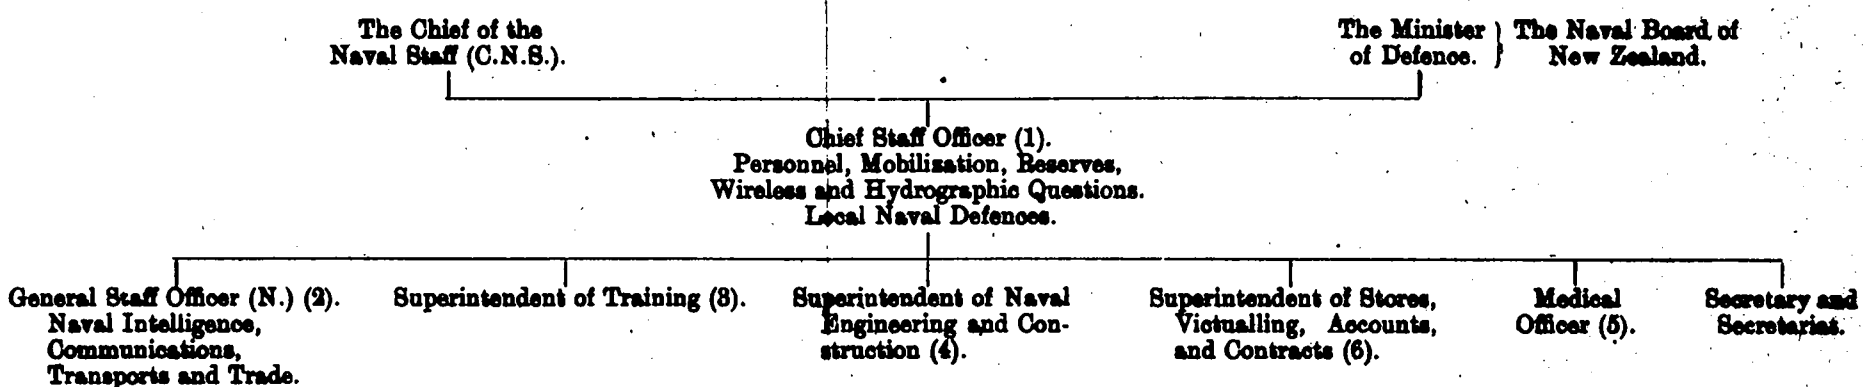 The Chief of the
Naval Staff (C.N.S.).
The Minister
of Defence.
The Naval Board of
New Zealand.
Chief Staff Officer (1).
Personnel, Mobilisation, Reserves,
Wireless and Hydrographic Questions.
Local Naval Defences.
General Staff Officer (N.) (2).
Naval Intelligence,
Communications,
Transports and Trade.
Superintendent of Training (3).
Superintendent of Naval
Engineering and Con-
struction (4).
Superintendent of Stores,
Victualling, Accounts,
and Contracts (6).
Medical
Officer (5).
Secretary and
Secretariat.